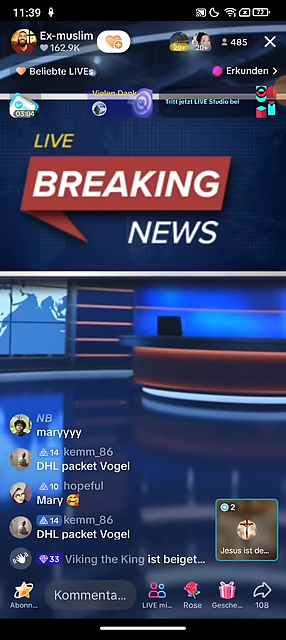 11:39
72
Ex-muslim
162.9K
20+
20+
485
Beliebte LIVEs
Erkunden
Vielen Dank
Tritt jetzt LIVE Studio bei
03:04
LIVE
BREAKING
NEWS
NB
maryyyy
14 kemm_86
DHL packet Vogel
10 hopeful
Mary 🥰
14 kemm_86
DHL packet Vogel
33 Viking the King ist beiget...
2
Jesus ist de...
Abonn...
Kommenta...
LIVE mi...
Rose
Gesche...
108